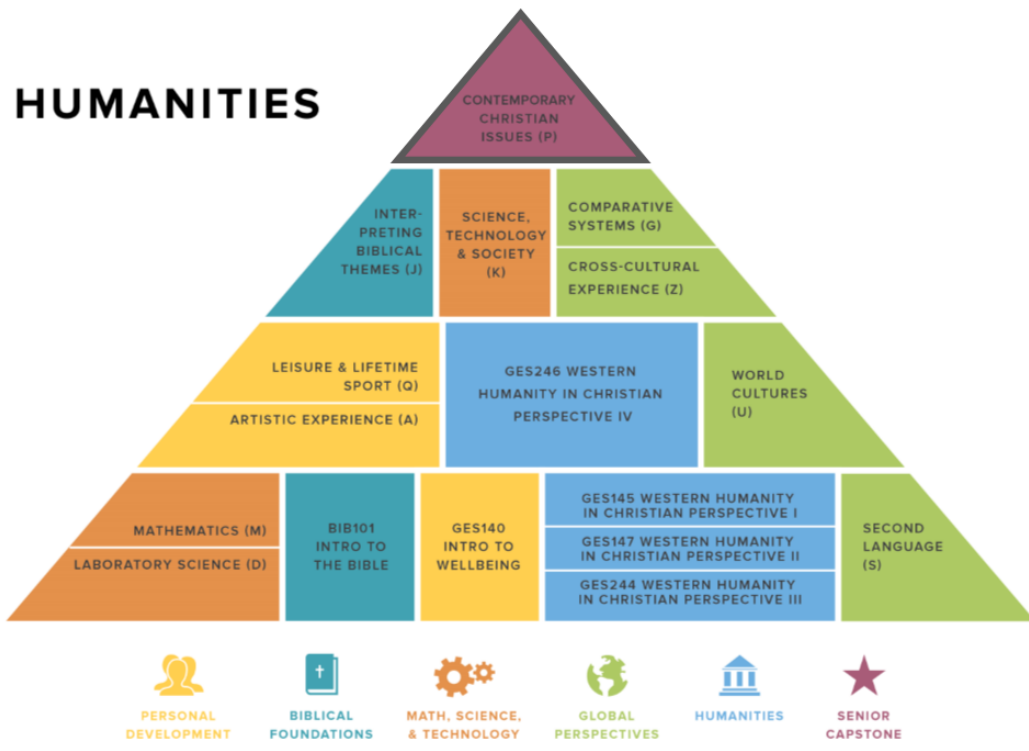 HUMANITIES
CONTEMPORARY
CHRISTIAN
ISSUES (P)
INTER-
PRETING
BIBLICAL
THEMES (J)
SCIENCE,
TECHNOLOGY
& SOCIETY
(K)
COMPARATIVE
SYSTEMS (G)
CROSS-CULTURAL
EXPERIENCE (Z)
LEISURE & LIFETIME
SPORT (Q)
ARTISTIC EXPERIENCE (A)
GES246 WESTERN
HUMANITY IN CHRISTIAN
PERSPECTIVE IV
WORLD
CULTURES
(U)
MATHEMATICS (M)
LABORATORY SCIENCE (D)
BIB101
INTRO TO
THE BIBLE
GES140
INTRO TO
WELLBEING
GES145 WESTERN HUMANITY
IN CHRISTIAN PERSPECTIVE I
GES147 WESTERN HUMANITY
IN CHRISTIAN PERSPECTIVE II
GES244 WESTERN HUMANITY
IN CHRISTIAN PERSPECTIVE III
SECOND
LANGUAGE
(S)
PERSONAL
DEVELOPMENT
BIBLICAL
FOUNDATIONS
MATH, SCIENCE,
& TECHNOLOGY
GLOBAL
PERSPECTIVES
HUMANITIES
SENIOR
CAPSTONE